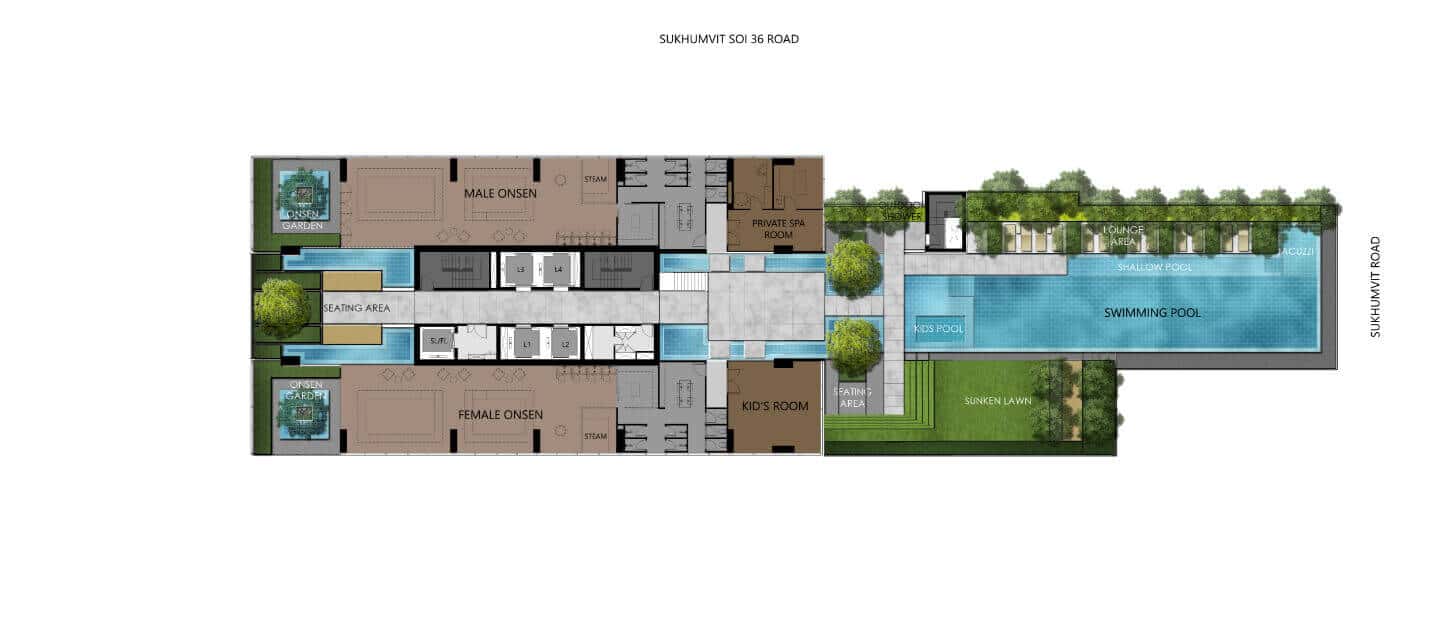 SUKHUMVIT SOI 36 ROAD
STEAM
MALE ONSEN
ONSEN
GARDEN
PRIVATE SPA
ROOM
OUTDOOR
SHOWER
LOUNGE
AREA
JACUZZI
SHALLOW POOL
L3
L4
SEATING AREA
SWIMMING POOL
SUKHUMVIT ROAD
KIDS POOL
L1
L2
ONSEN
GARDEN
SEATING
AREA
SUNKEN LAWN
KID'S ROOM
FEMALE ONSEN
STEAM